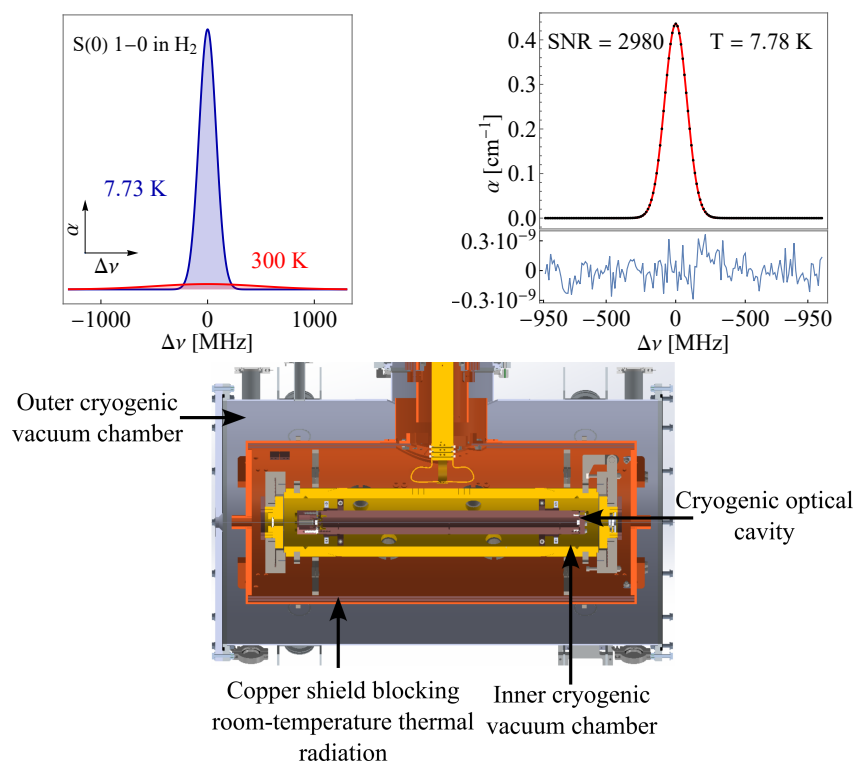 S(0) 1−0 in H2
7.73 K
300 K
α
Δν
−1000
0
1000
Δν [MHz]
SNR = 2980
T = 7.78 K
0.4
0.3
0.2
0.1
0.0
α [cm−1]
0.3·10−9
0
−0.3·10−9
−950
−500
0
−500
−950
Δν [MHz]
Outer cryogenic
vacuum chamber
Cryogenic optical
cavity
Copper shield blocking
room-temperature thermal
radiation
Inner cryogenic
vacuum chamber